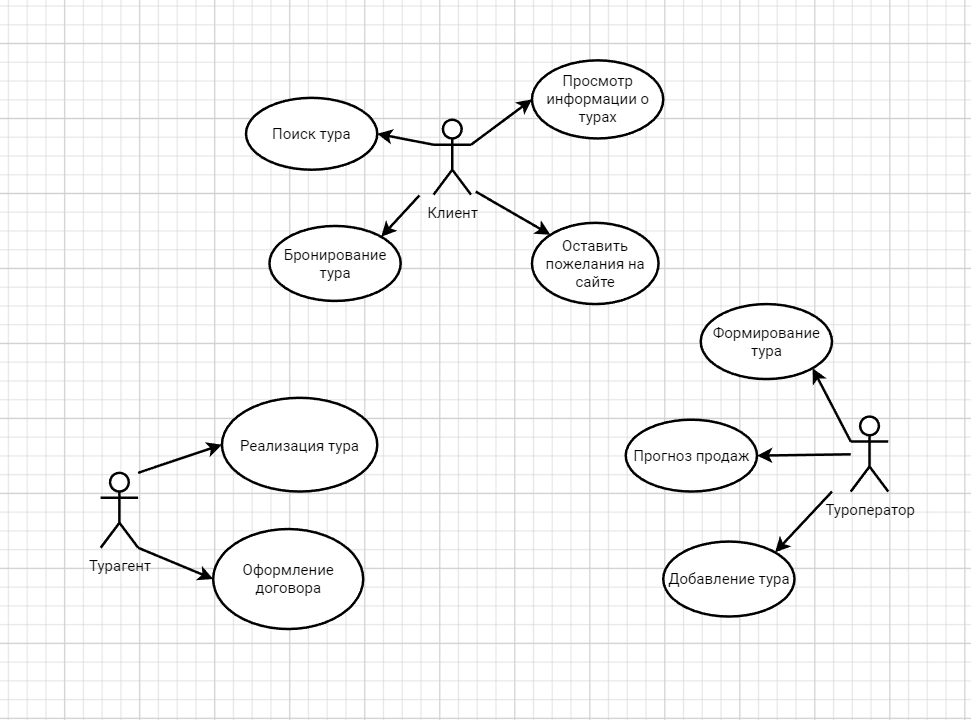 Просмотр
информации о
турах
Поиск тура
Клиент
Бронирование
тура
Оставить
пожелания на
сайте
Формирование
тура
Реализация тура
Прогноз продаж
Туроператор
Турагент
Оформление
договора
Добавление тура